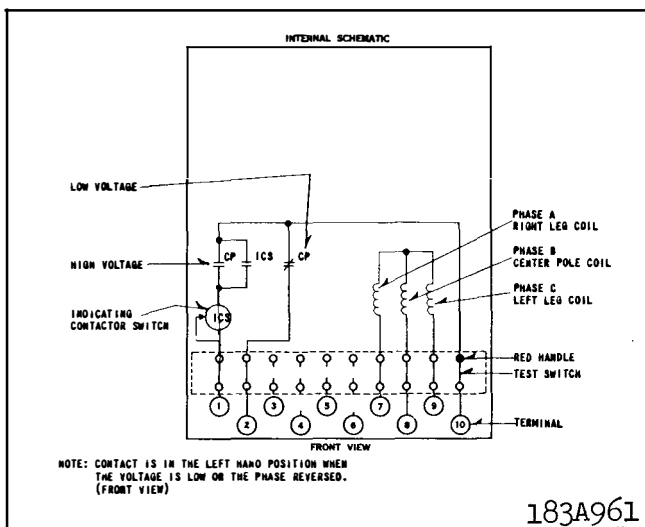 INTERNAL SCHEMATIC
LOW VOLTAGE
HIGH VOLTAGE
INDICATING
CONTACTOR SWITCH
CP
ICS
CP
ICS
PHASE A
RIGHT LEG COIL
PHASE B
CENTER POLE COIL
PHASE C
LEFT LEG COIL
RED HANDLE
TEST SWITCH
TERMINAL
1
2
3
4
5
6
7
8
9
10
FRONT VIEW
NOTE: CONTACT IS IN THE LEFT HAND POSITION WHEN
THE VOLTAGE IS LOW OR THE PHASE REVERSED.
(FRONT VIEW)
183A961